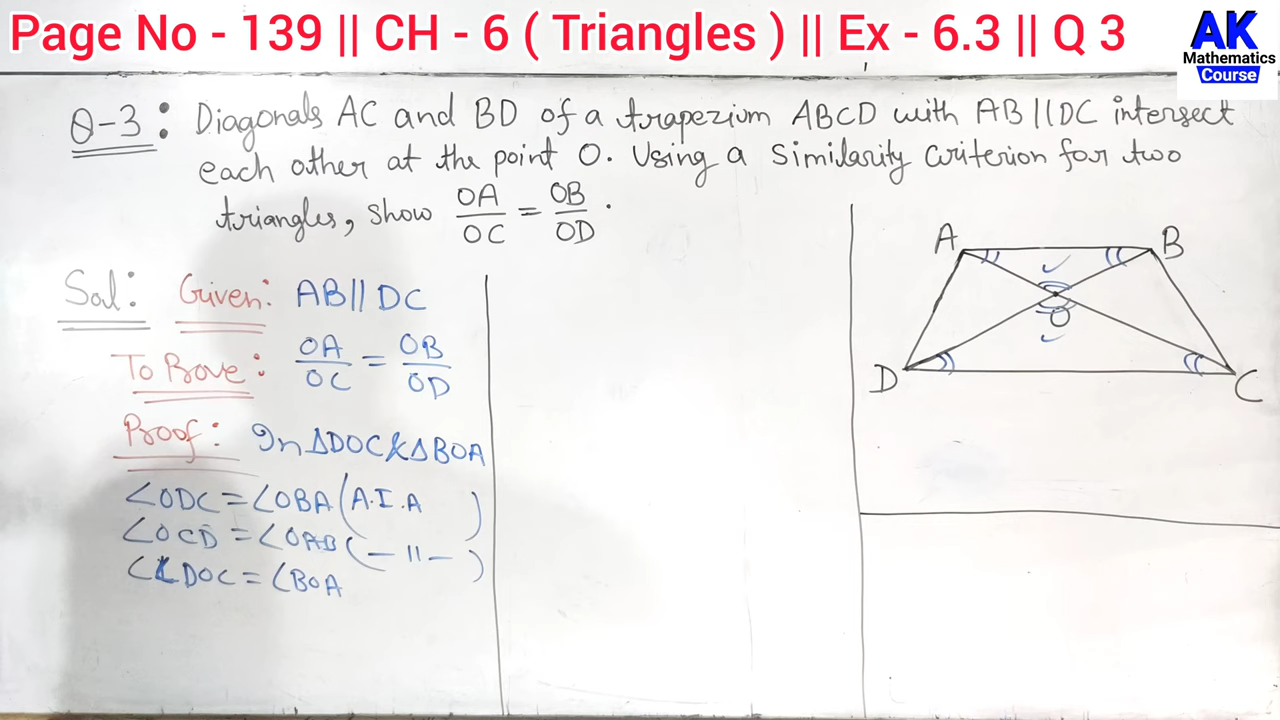 Page No - 139 || CH - 6 ( Triangles ) || Ex - 6.3 || Q 3
AK
Mathematics
Course
Q-3: Diagonals AC and BD of a trapezium ABCD with AB || DC intersect
each other at the point O. Using a Similarity Criterion for two
triangles, show OA/OC = OB/OD.
Sol: Given: AB || DC
To Prove: OA/OC = OB/OD
Proof: In ΔDOC & ΔBOA
∠ODC = ∠OBA (A.I.A )
∠OCD = ∠OAB ( — 11 — )
∠DOC = ∠BOA
A
B
O
D
C